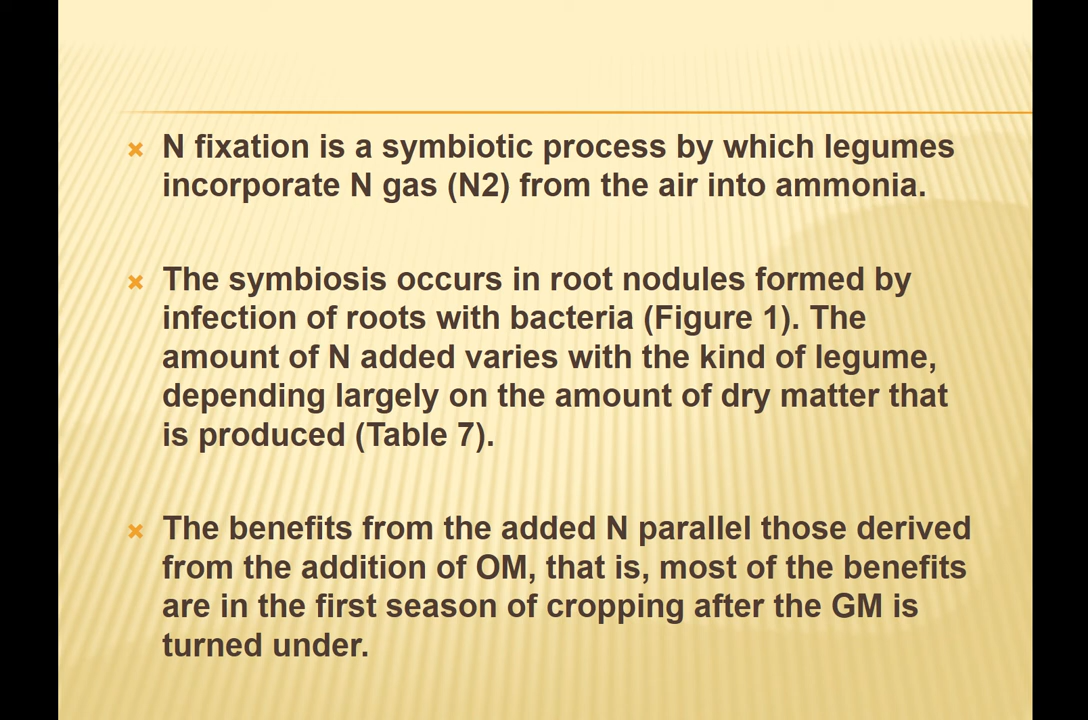 N fixation is a symbiotic process by which legumes
incorporate N gas (N2) from the air into ammonia.
The symbiosis occurs in root nodules formed by
infection of roots with bacteria (Figure 1). The
amount of N added varies with the kind of legume,
depending largely on the amount of dry matter that
is produced (Table 7).
The benefits from the added N parallel those derived
from the addition of OM, that is, most of the benefits
are in the first season of cropping after the GM is
turned under.